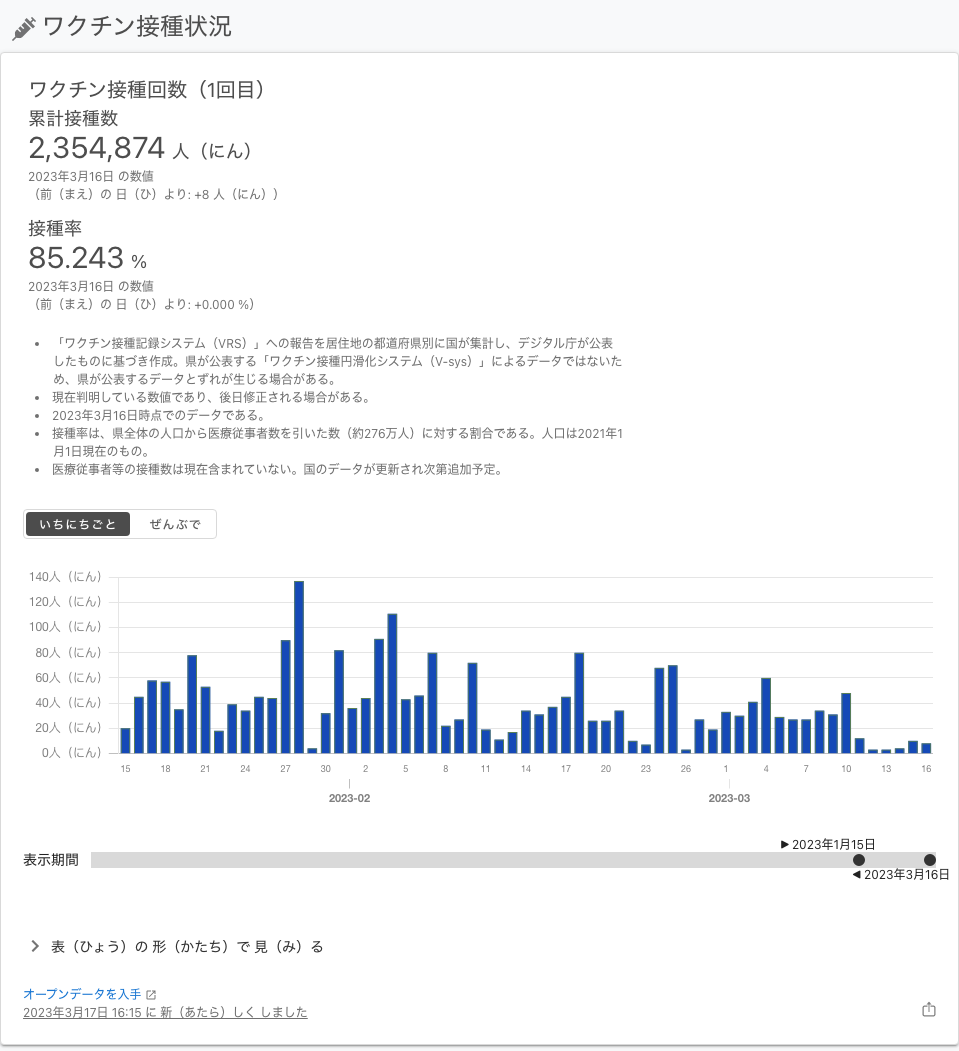 ワクチン接種状況
ワクチン接種回数（1回目）
累計接種数
2,354,874 人（にん）
2023年3月16日 の数値
（前（まえ）の 日（ひ）より: +8 人（にん））
接種率
85.243 %
2023年3月16日 の数値
（前（まえ）の 日（ひ）より: +0.000 %）
• 「ワクチン接種記録システム（VRS）」への報告を居住地の都道府県別に国が集計し、デジタル庁が公表
したものに基づき作成。県が公表する「ワクチン接種円滑化システム（V-sys）」によるデータではないた
め、県が公表するデータとずれが生じる場合がある。
• 現在判明している数値であり、後日修正される場合がある。
• 2023年3月16日時点でのデータである。
• 接種率は、県全体の人口から医療従事者数を引いた数（約276万人）に対する割合である。人口は2021年1
月1日現在のもの。
• 医療従事者等の接種数は現在含まれていない。国のデータが更新され次第追加予定。
いちにちごと ぜんぶで
140人（にん）
120人（にん）
100人（にん）
80人（にん）
60人（にん）
40人（にん）
20人（にん）
0人（にん）
15 18 21 24 27 30 2 5 8 11 14 17 20 23 26 1 4 7 10 13 16
2023-02 2023-03
▶ 2023年1月15日
表示期間
◀ 2023年3月16日
表（ひょう）の 形（かたち）で 見（み）る
オープンデータを入手
2023年3月17日 16:15 に 新（あたら）しく しました